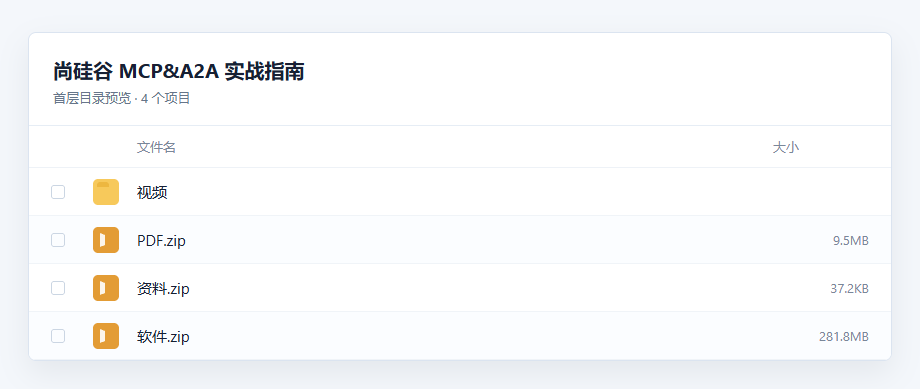 尚硅谷 MCP&A2A 实战指南
首层目录预览 · 4 个项目
文件名 大小
视频
PDF.zip 9.5MB
资料.zip 37.2KB
软件.zip 281.8MB